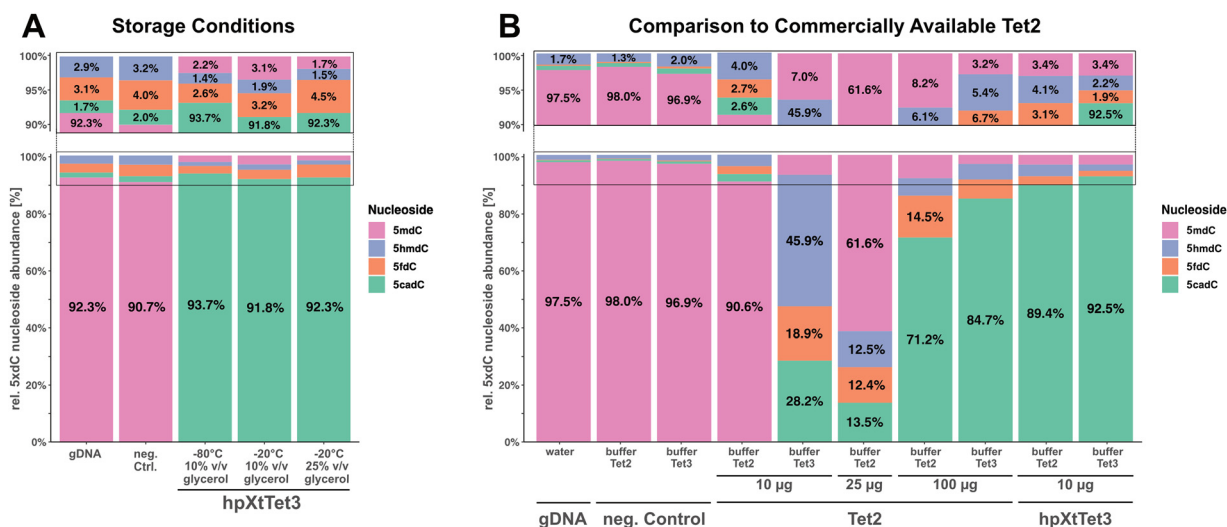 A
Storage Conditions
rel. 5xdC nucleoside abundance [%]
100%
95%
90%
2.9%
3.1%
1.7%
92.3%
3.2%
4.0%
2.0%
2.2%
1.4%
2.6%
93.7%
3.1%
1.9%
3.2%
91.8%
1.7%
1.5%
4.5%
92.3%
100%
80%
60%
40%
20%
0%
92.3%
90.7%
93.7%
91.8%
92.3%
Nucleoside
5mdC
5hmdC
5fdC
5cadC
gDNA
neg.
Ctrl.
-80°C
10% v/v
glycerol
-20°C
10% v/v
glycerol
-20°C
25% v/v
glycerol
hpXtTet3
B
Comparison to Commercially Available Tet2
rel. 5xdC nucleoside abundance [%]
100%
95%
90%
1.7%
97.5%
1.3%
98.0%
2.0%
96.9%
4.0%
2.7%
2.6%
7.0%
45.9%
61.6%
8.2%
6.1%
3.2%
5.4%
6.7%
3.4%
4.1%
3.1%
3.4%
2.2%
1.9%
92.5%
100%
80%
60%
40%
20%
0%
97.5%
98.0%
96.9%
90.6%
45.9%
18.9%
28.2%
61.6%
12.5%
12.4%
13.5%
14.5%
71.2%
84.7%
89.4%
92.5%
Nucleoside
5mdC
5hmdC
5fdC
5cadC
water
buffer
Tet2
buffer
Tet3
buffer
Tet2
buffer
Tet3
buffer
Tet2
buffer
Tet2
buffer
Tet3
buffer
Tet2
buffer
Tet3
10 µg
25 µg
100 µg
10 µg
gDNA
neg. Control
Tet2
hpXtTet3